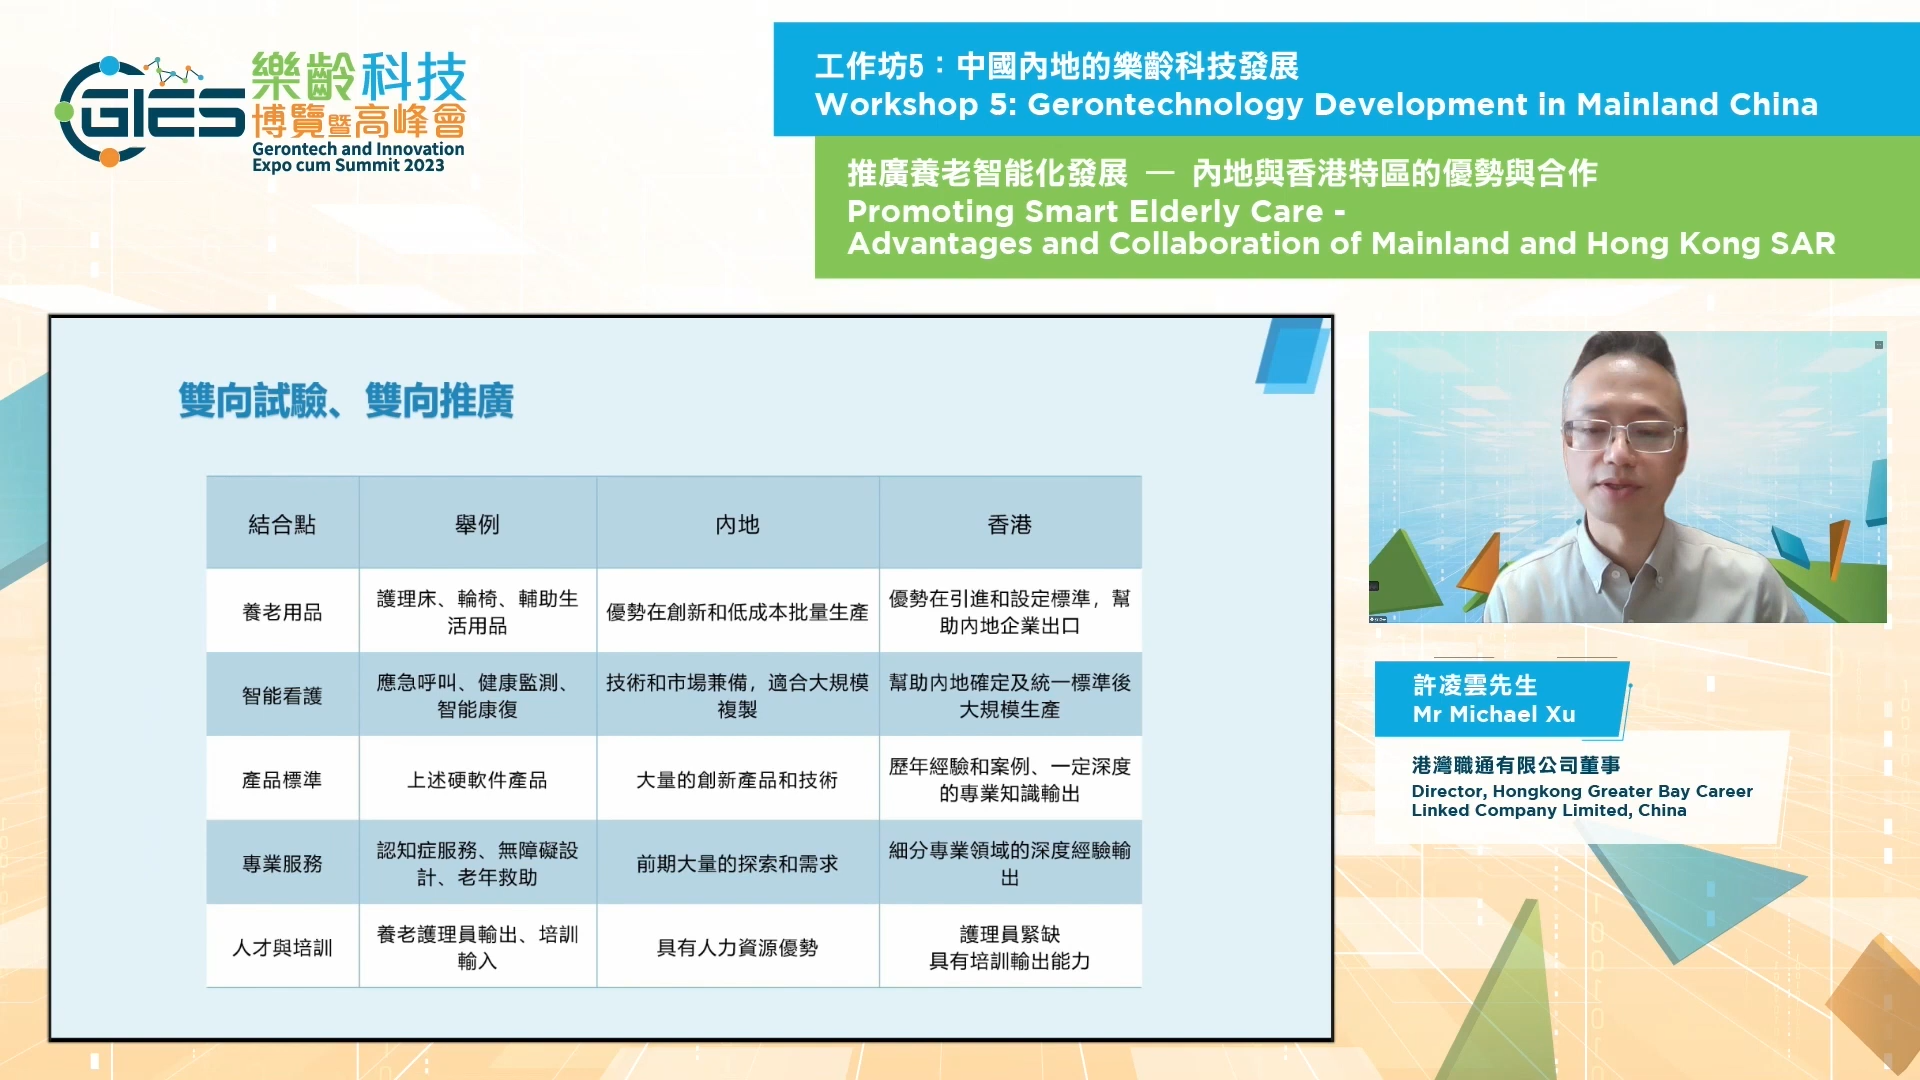 GIES
樂齡科技
博覽暨高峰會
Gerontech and Innovation
Expo cum Summit 2023
工作坊5：中國內地的樂齡科技發展
Workshop 5: Gerontechnology Development in Mainland China
推廣養老智能化發展 — 內地與香港特區的優勢與合作
Promoting Smart Elderly Care -
Advantages and Collaboration of Mainland and Hong Kong SAR
雙向試驗、雙向推廣
結合點
舉例
內地
香港
養老用品
護理床、輪椅、輔助生
活用品
優勢在創新和低成本批量生產
優勢在引進和設定標準，幫
助內地企業出口
智能看護
應急呼叫、健康監測、
智能康復
技術和市場兼備，適合大規模
複製
幫助內地確定及統一標準後
大規模生產
產品標準
上述硬軟件產品
大量的創新產品和技術
歷年經驗和案例、一定深度
的專業知識輸出
專業服務
認知症服務、無障礙設
計、老年救助
前期大量的探索和需求
細分專業領域的深度經驗輸
出
人才與培訓
養老護理員輸出、培訓
輸入
具有人力資源優勢
護理員緊缺
具有培訓輸出能力
許凌雲先生
Mr Michael Xu
港灣職通有限公司董事
Director, Hongkong Greater Bay Career
Linked Company Limited, China